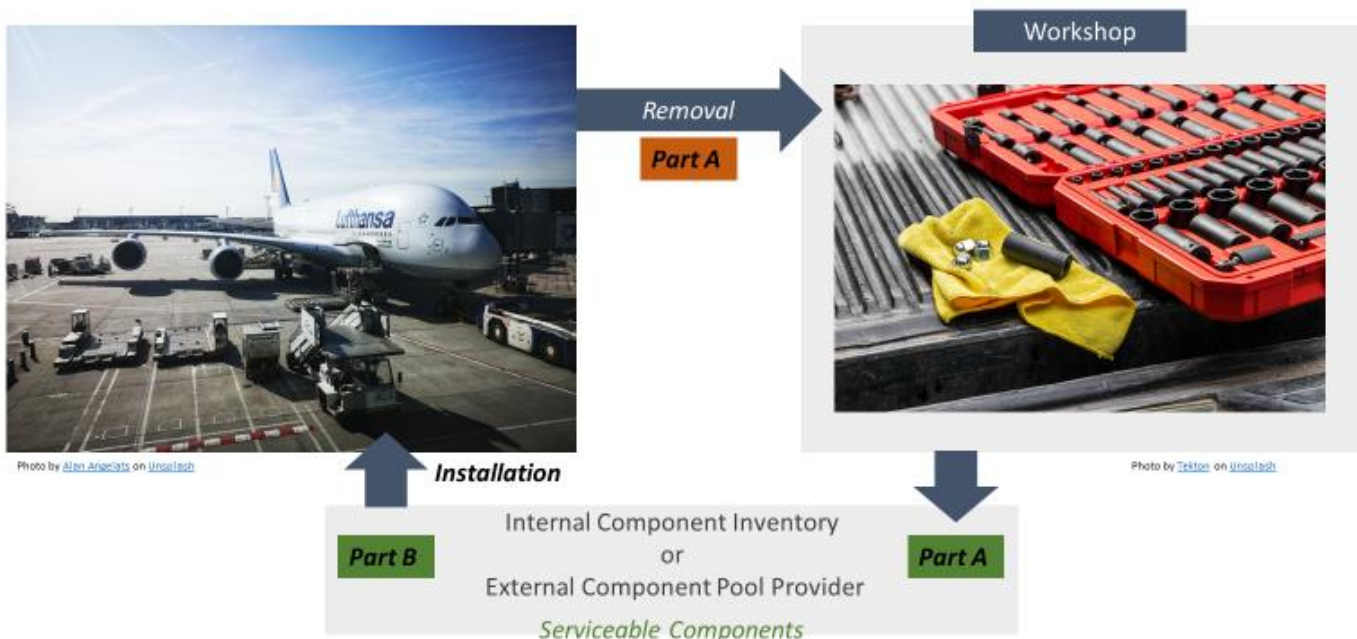 Workshop
Removal
Part A
Lufthansa
Photo by Alan Angelats on Unsplash
Installation
Photo by Tekton on Unsplash
Internal Component Inventory
or
External Component Pool Provider
Part B
Part A
Serviceable Components